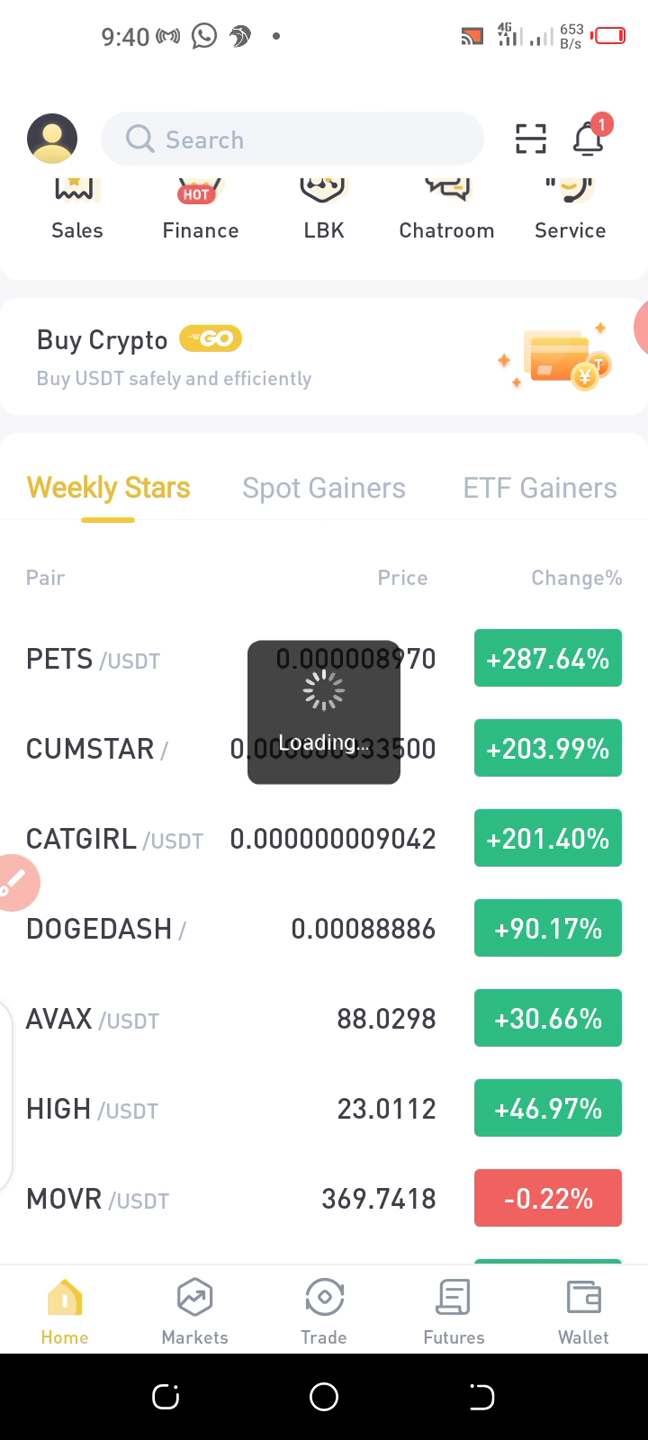 9:40
4G
653
B/s
Search
1
HOT
Sales
Finance
LBK
Chatroom
Service
Buy Crypto GO
Buy USDT safely and efficiently
Weekly Stars
Spot Gainers
ETF Gainers
Pair
Price
Change%
PETS /USDT 0.000008970 +287.64%
Loading...
CUMSTAR / +203.99%
CATGIRL /USDT 0.000000009042 +201.40%
DOGEDASH / 0.00088886 +90.17%
AVAX /USDT 88.0298 +30.66%
HIGH /USDT 23.0112 +46.97%
MOVR /USDT 369.7418 -0.22%
Home
Markets
Trade
Futures
Wallet